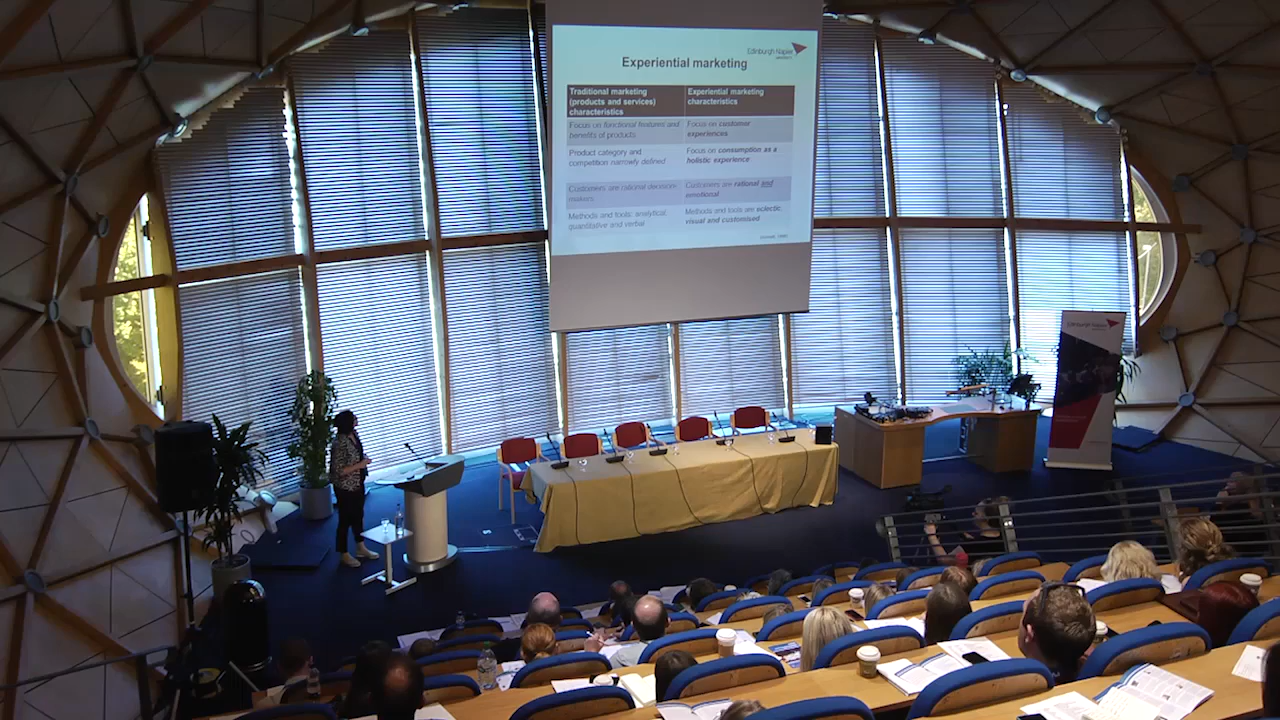 Edinburgh Napier
UNIVERSITY
Experiential marketing
Traditional marketing
(products and services)
characteristics
Experiential marketing
characteristics
Focus on functional features and
benefits of products
Focus on customer
experiences
Product category and
competition narrowly defined
Focus on consumption as a
holistic experience
Customers are rational decision-
makers
Customers are rational and
emotional
Methods and tools: analytical,
quantitative and verbal
Methods and tools are eclectic,
visual and customised
Edinburgh Napier